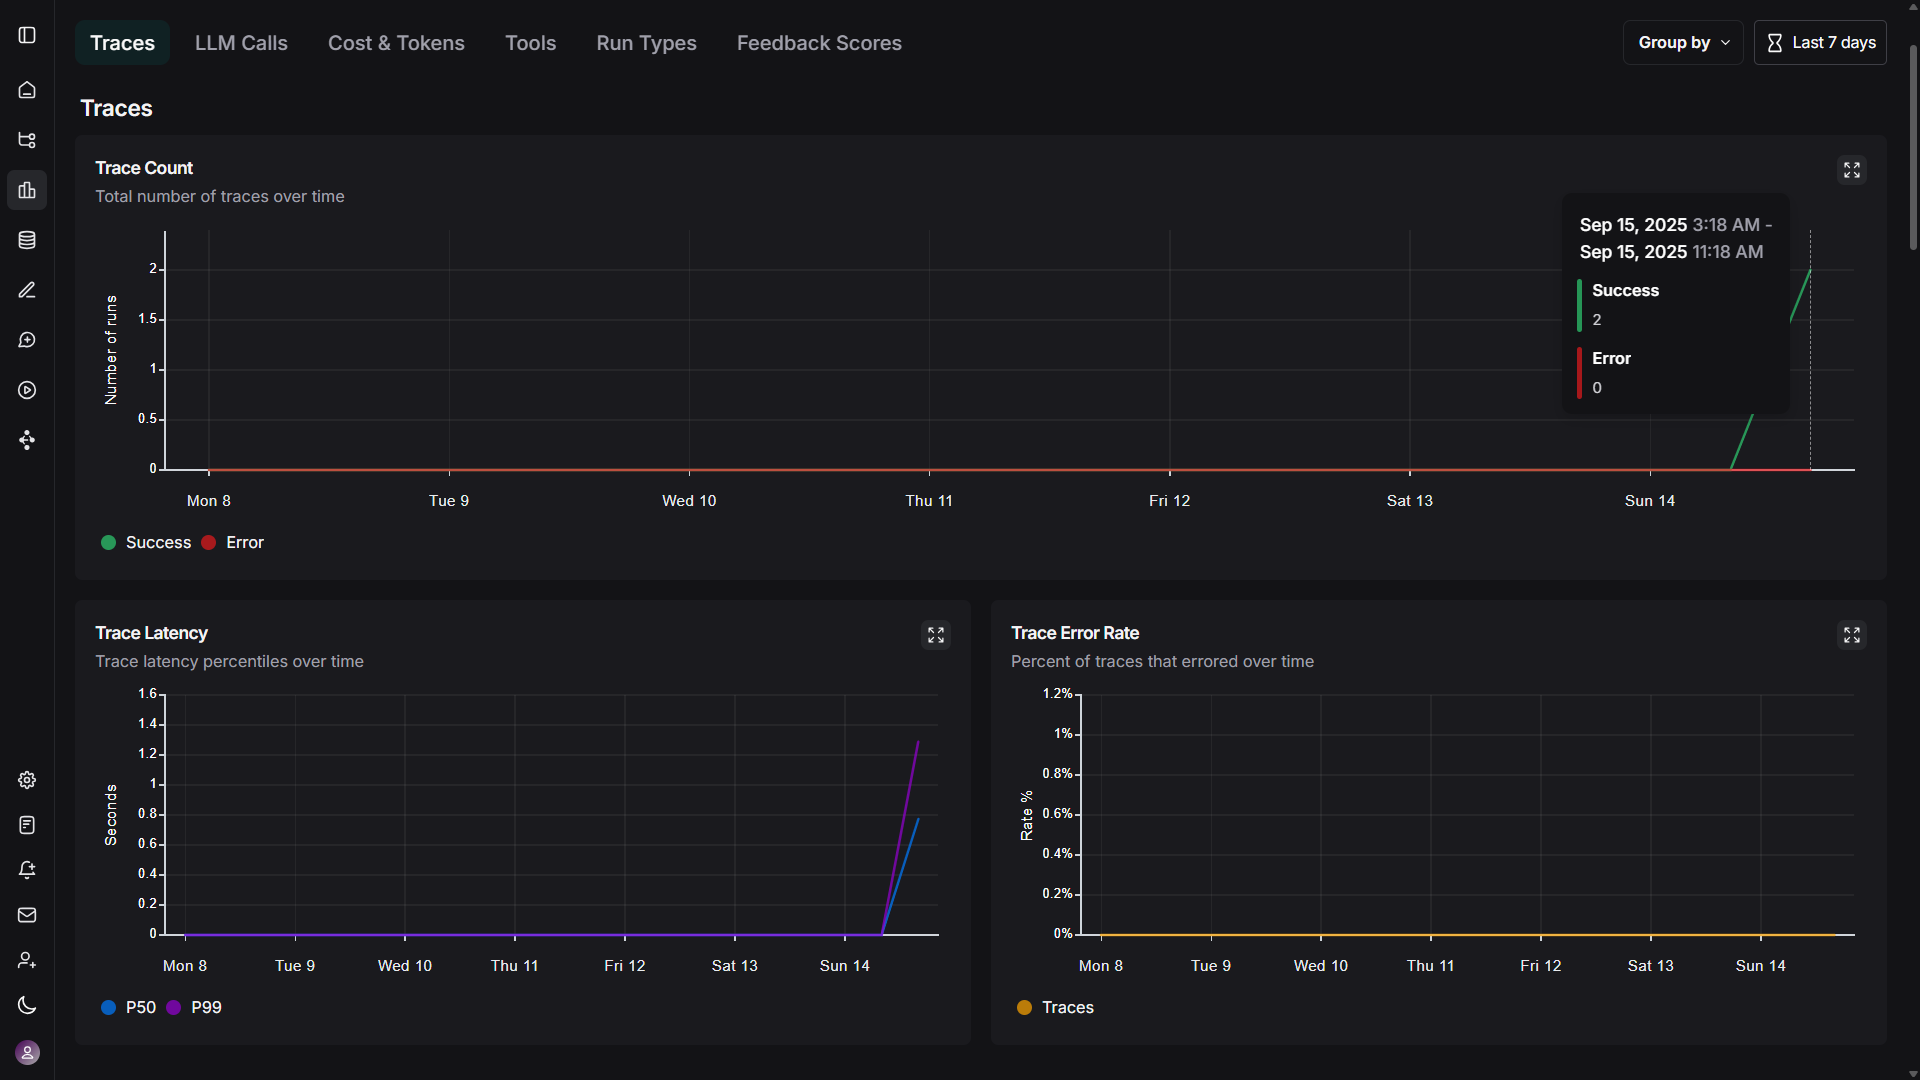 Traces
LLM Calls
Cost & Tokens
Tools
Run Types
Feedback Scores
Group by
Last 7 days
Traces
Trace Count
Total number of traces over time
Sep 15, 2025 3:18 AM -
Sep 15, 2025 11:18 AM
Success
2
Error
0
Number of runs
2
1.5
1
0.5
0
Mon 8
Tue 9
Wed 10
Thu 11
Fri 12
Sat 13
Sun 14
Success
Error
Trace Latency
Trace latency percentiles over time
Seconds
1.6
1.4
1.2
1
0.8
0.6
0.4
0.2
0
Mon 8
Tue 9
Wed 10
Thu 11
Fri 12
Sat 13
Sun 14
P50
P99
Trace Error Rate
Percent of traces that errored over time
Rate %
1.2%
1%
0.8%
0.6%
0.4%
0.2%
0%
Mon 8
Tue 9
Wed 10
Thu 11
Fri 12
Sat 13
Sun 14
Traces